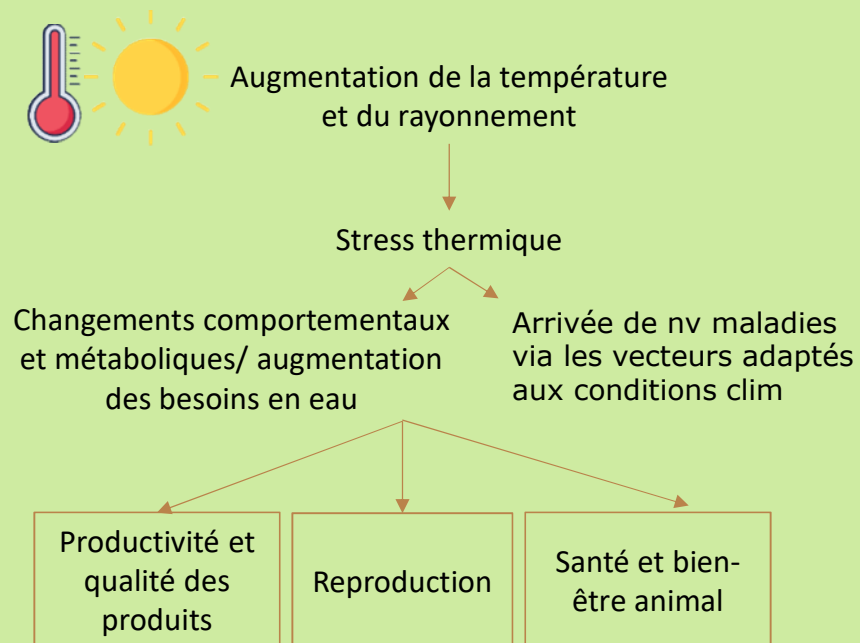 Augmentation de la température
et du rayonnement
Stress thermique
Changements comportementaux
et métaboliques/ augmentation
des besoins en eau
Arrivée de nv maladies
via les vecteurs adaptés
aux conditions clim
Productivité et
qualité des
produits
Reproduction
Santé et bien-
être animal